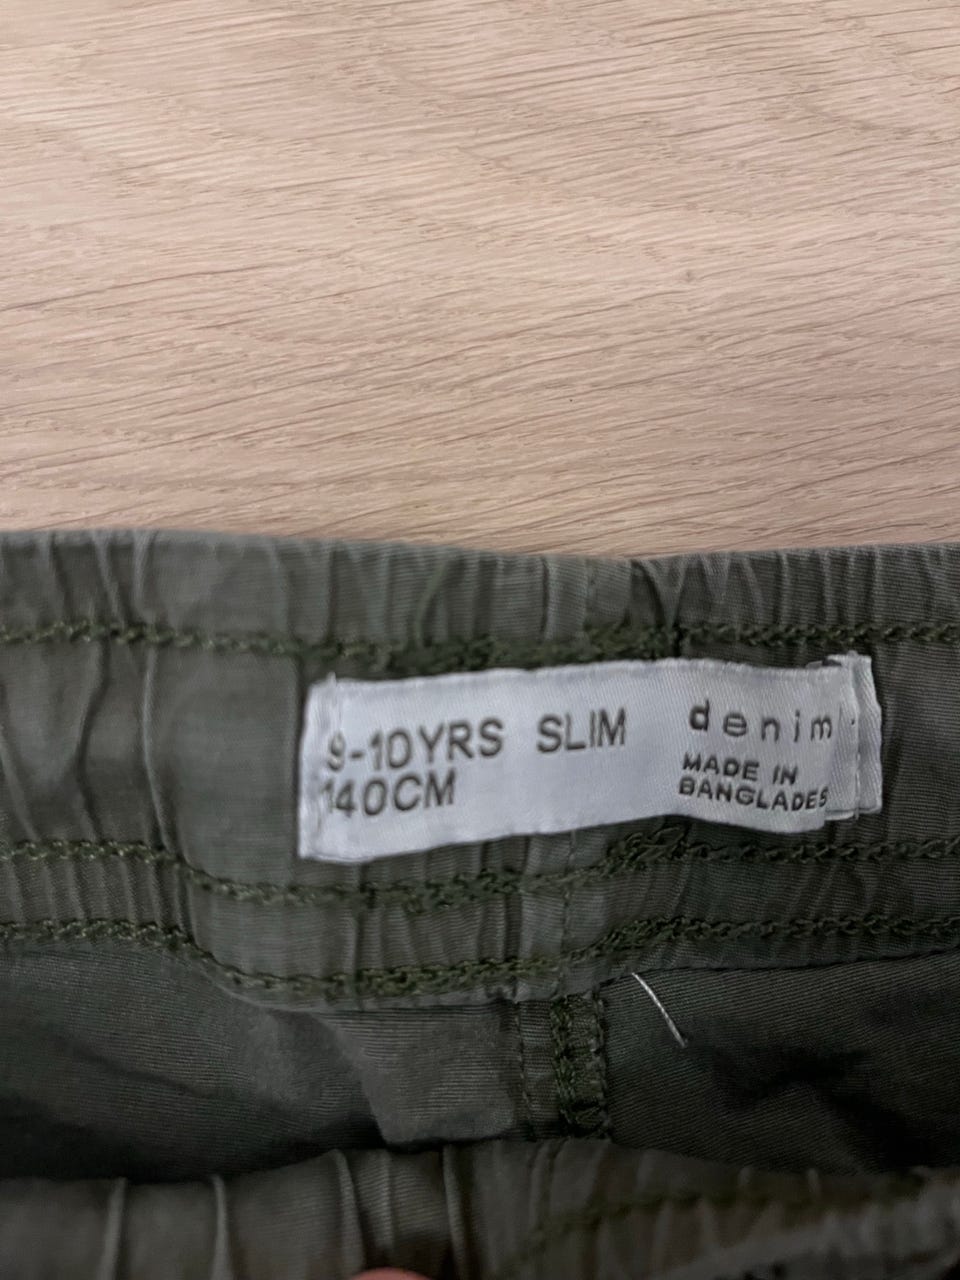 9-10YRS SLIM
140CM
denim
MADE IN
BANGLADES